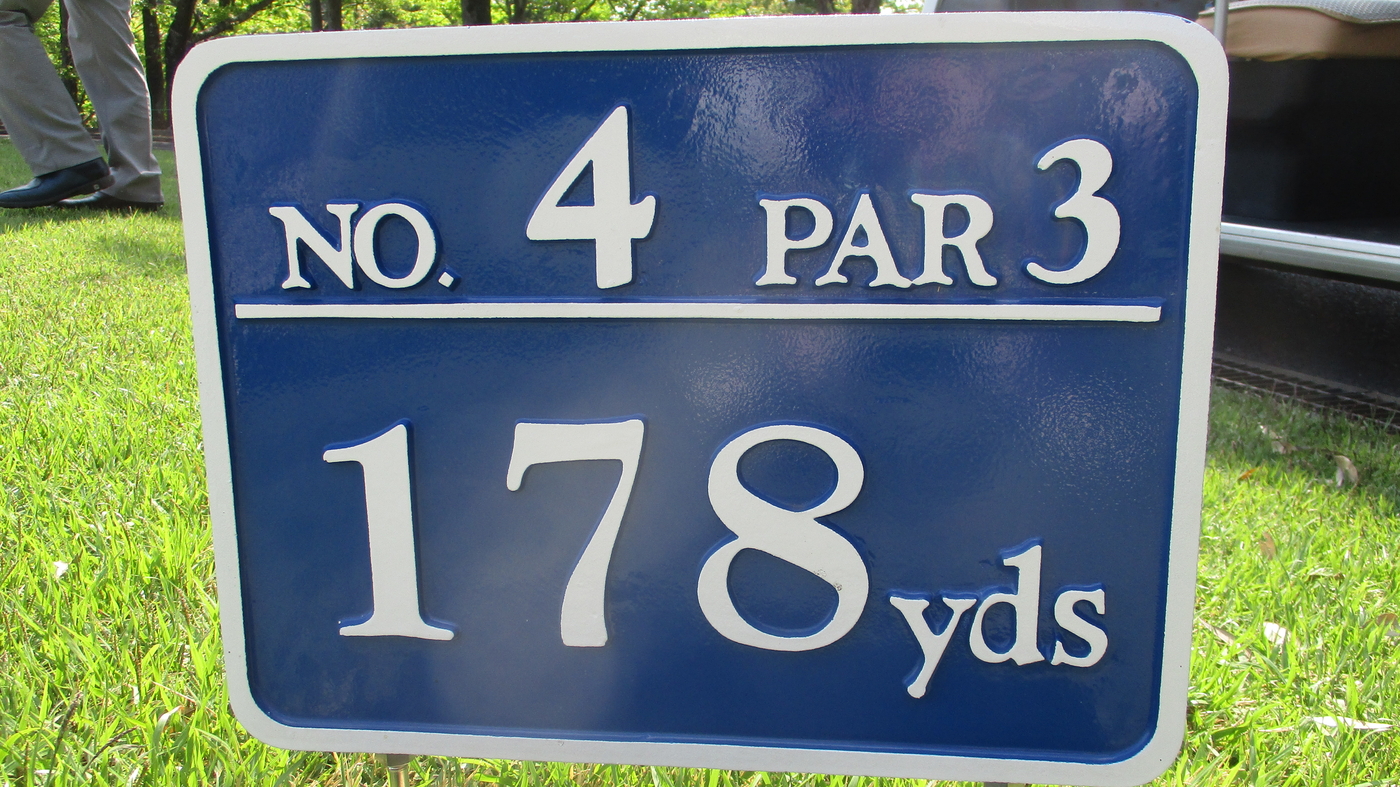 NO. 4 PAR 3
178 yds